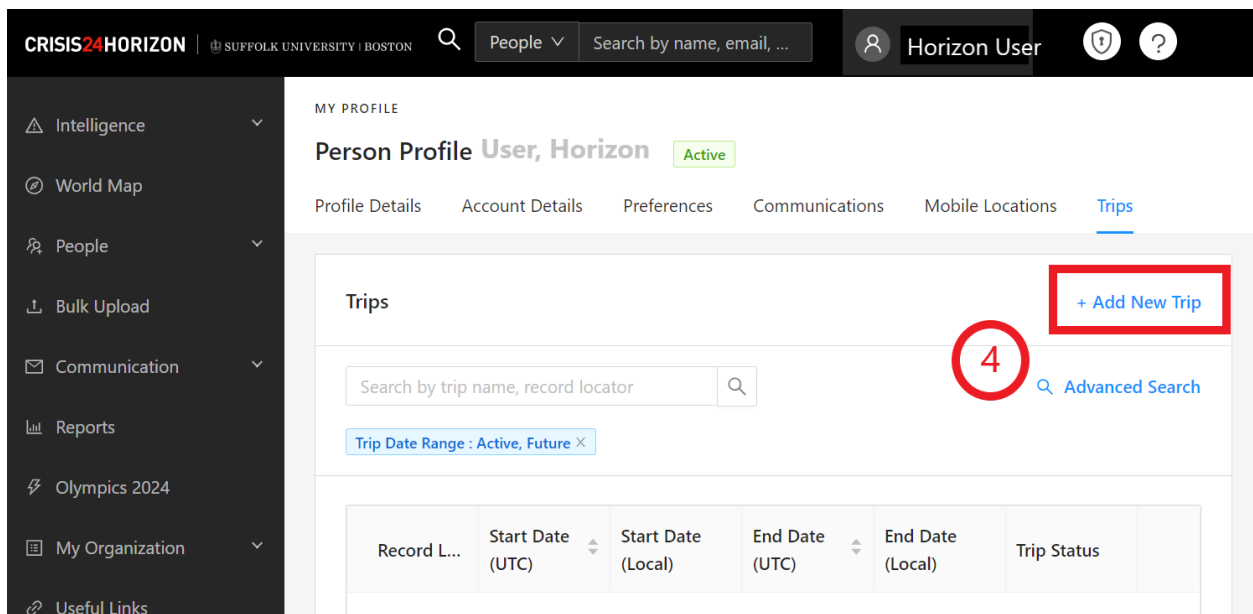 CRISIS24HORIZON SUFFOLK UNIVERSITY | BOSTON People Search by name, email, ... Horizon User ?
Intelligence
World Map
People
Bulk Upload
Communication
Reports
Olympics 2024
My Organization
Useful Links
MY PROFILE
Person Profile User, Horizon Active
Profile Details Account Details Preferences Communications Mobile Locations Trips
Trips + Add New Trip
4
Search by trip name, record locator Advanced Search
Trip Date Range : Active, Future ×
Record L... Start Date (UTC) Start Date (Local) End Date (UTC) End Date (Local) Trip Status